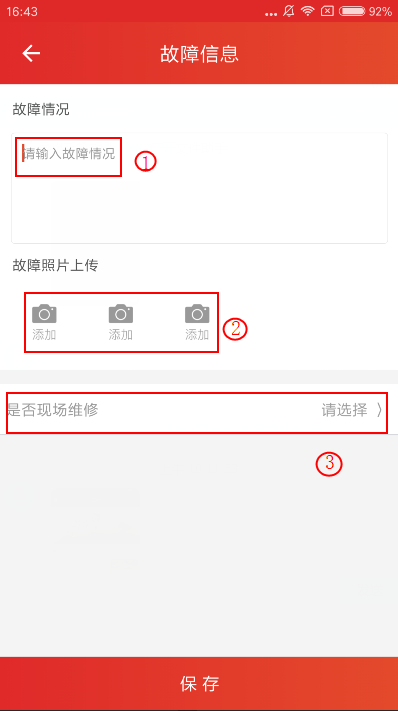 16:43 92%
故障信息
故障情况
请输入故障情况 ①
故障照片上传
添加 添加 添加 ②
是否现场维修 请选择 〉
③
保存